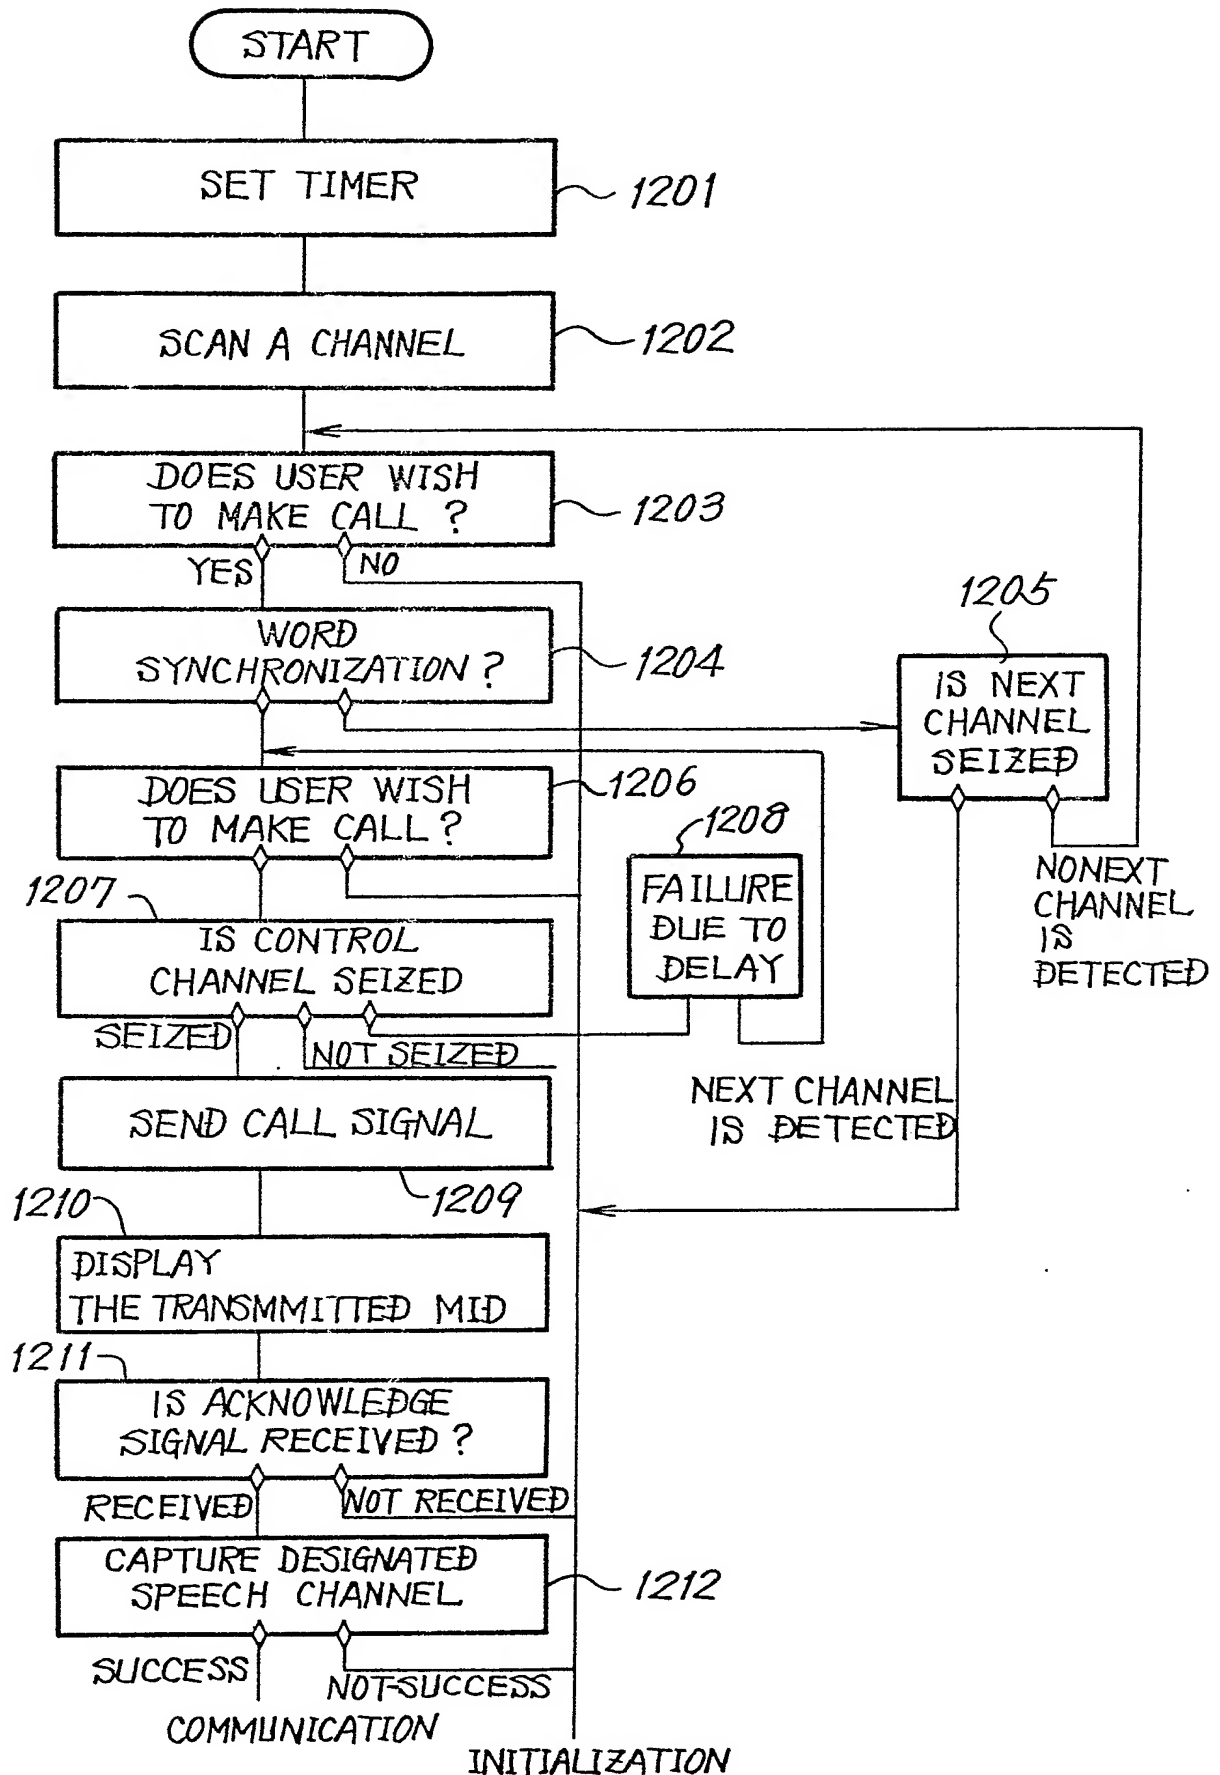 START
SET TIMER
1201
SCAN A CHANNEL
1202
DOES USER WISH
TO MAKE CALL ?
1203
YES
NO
WORD
SYNCHRONIZATION ?
1204
1205
IS NEXT
CHANNEL
SEIZED
DOES USER WISH
TO MAKE CALL ?
1206
1208
FAILURE
DUE TO
DELAY
NONEXT
CHANNEL
IS
DETECTED
1207
IS CONTROL
CHANNEL SEIZED
SEIZED
NOT SEIZED
NEXT CHANNEL
IS DETECTED
SEND CALL SIGNAL
1209
1210
DISPLAY
THE TRANSMMITTED MID
1211
IS ACKNOWLEDGE
SIGNAL RECEIVED ?
RECEIVED
NOT RECEIVED
CAPTURE DESIGNATED
SPEECH CHANNEL
1212
SUCCESS
NOT-SUCCESS
COMMUNICATION
INITIALIZATION